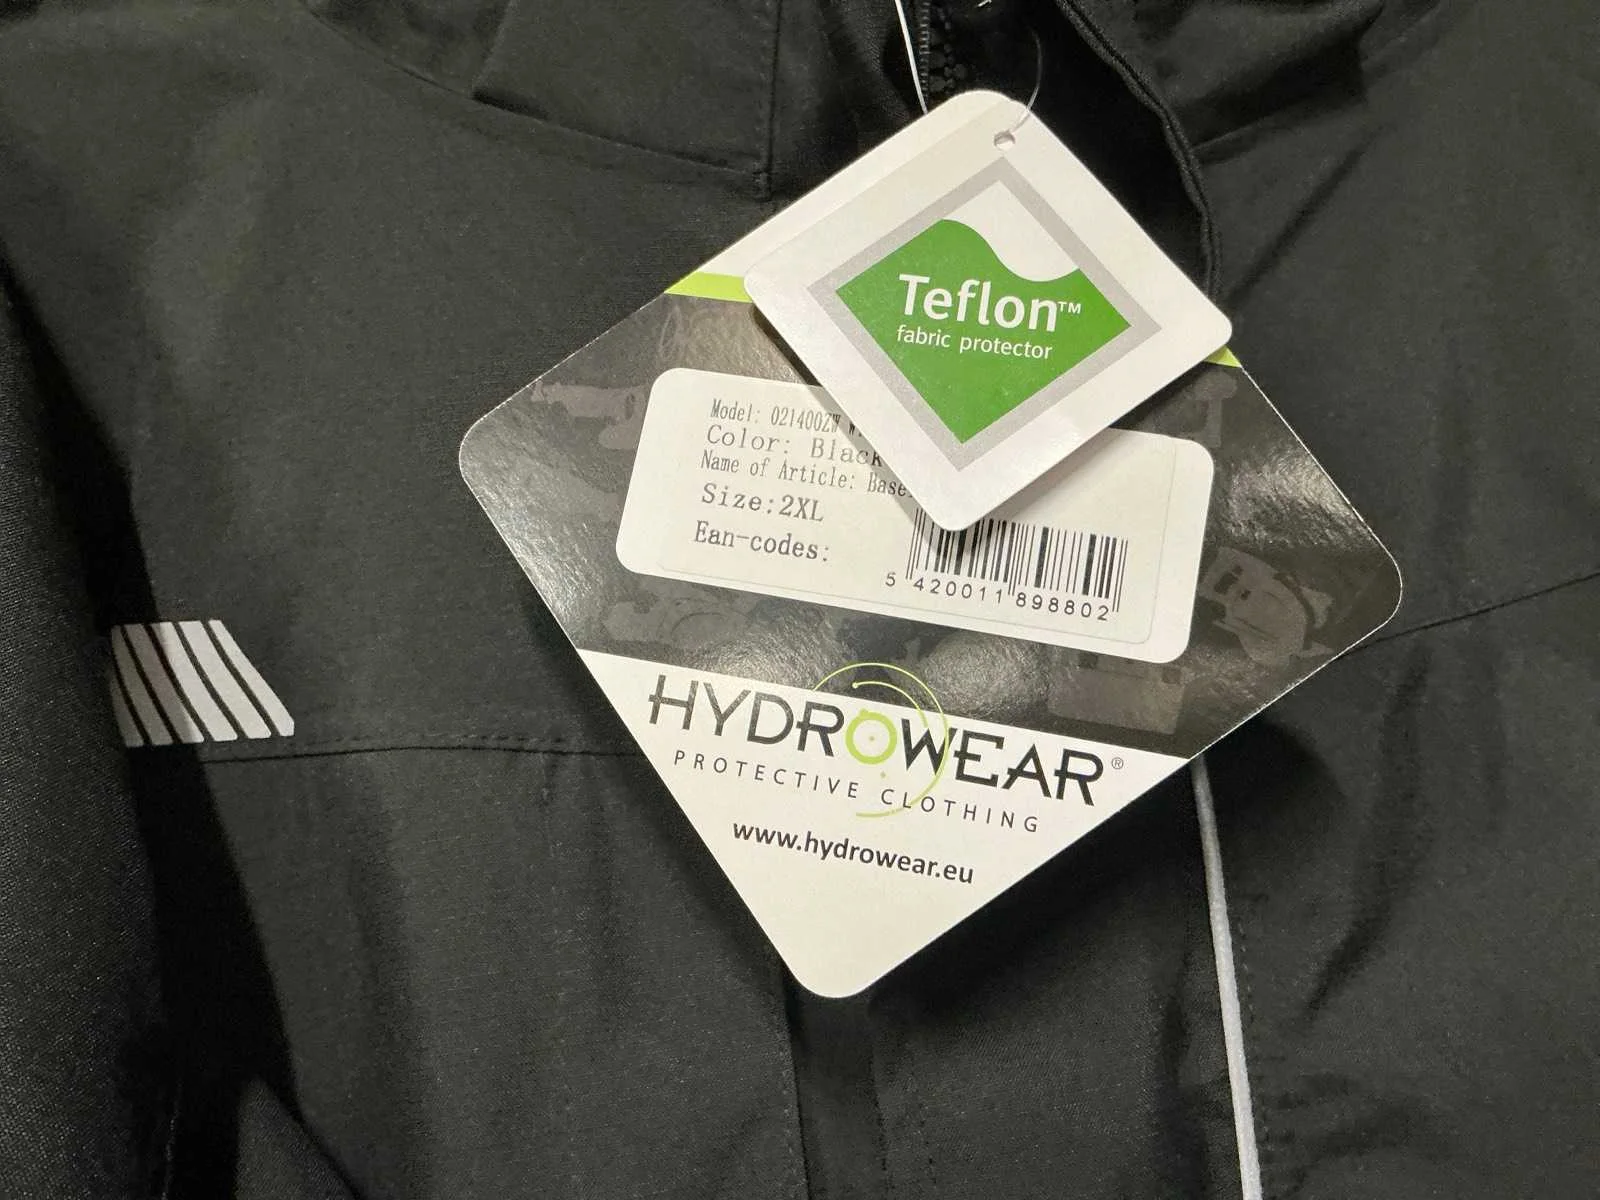 Teflon™
fabric protector
Model: 021400ZW
Color: Black
Name of Article: Base
Size:2XL
Ean-codes:
5 420011 898802
HYDROWEAR®
PROTECTIVE CLOTHING
www.hydrowear.eu